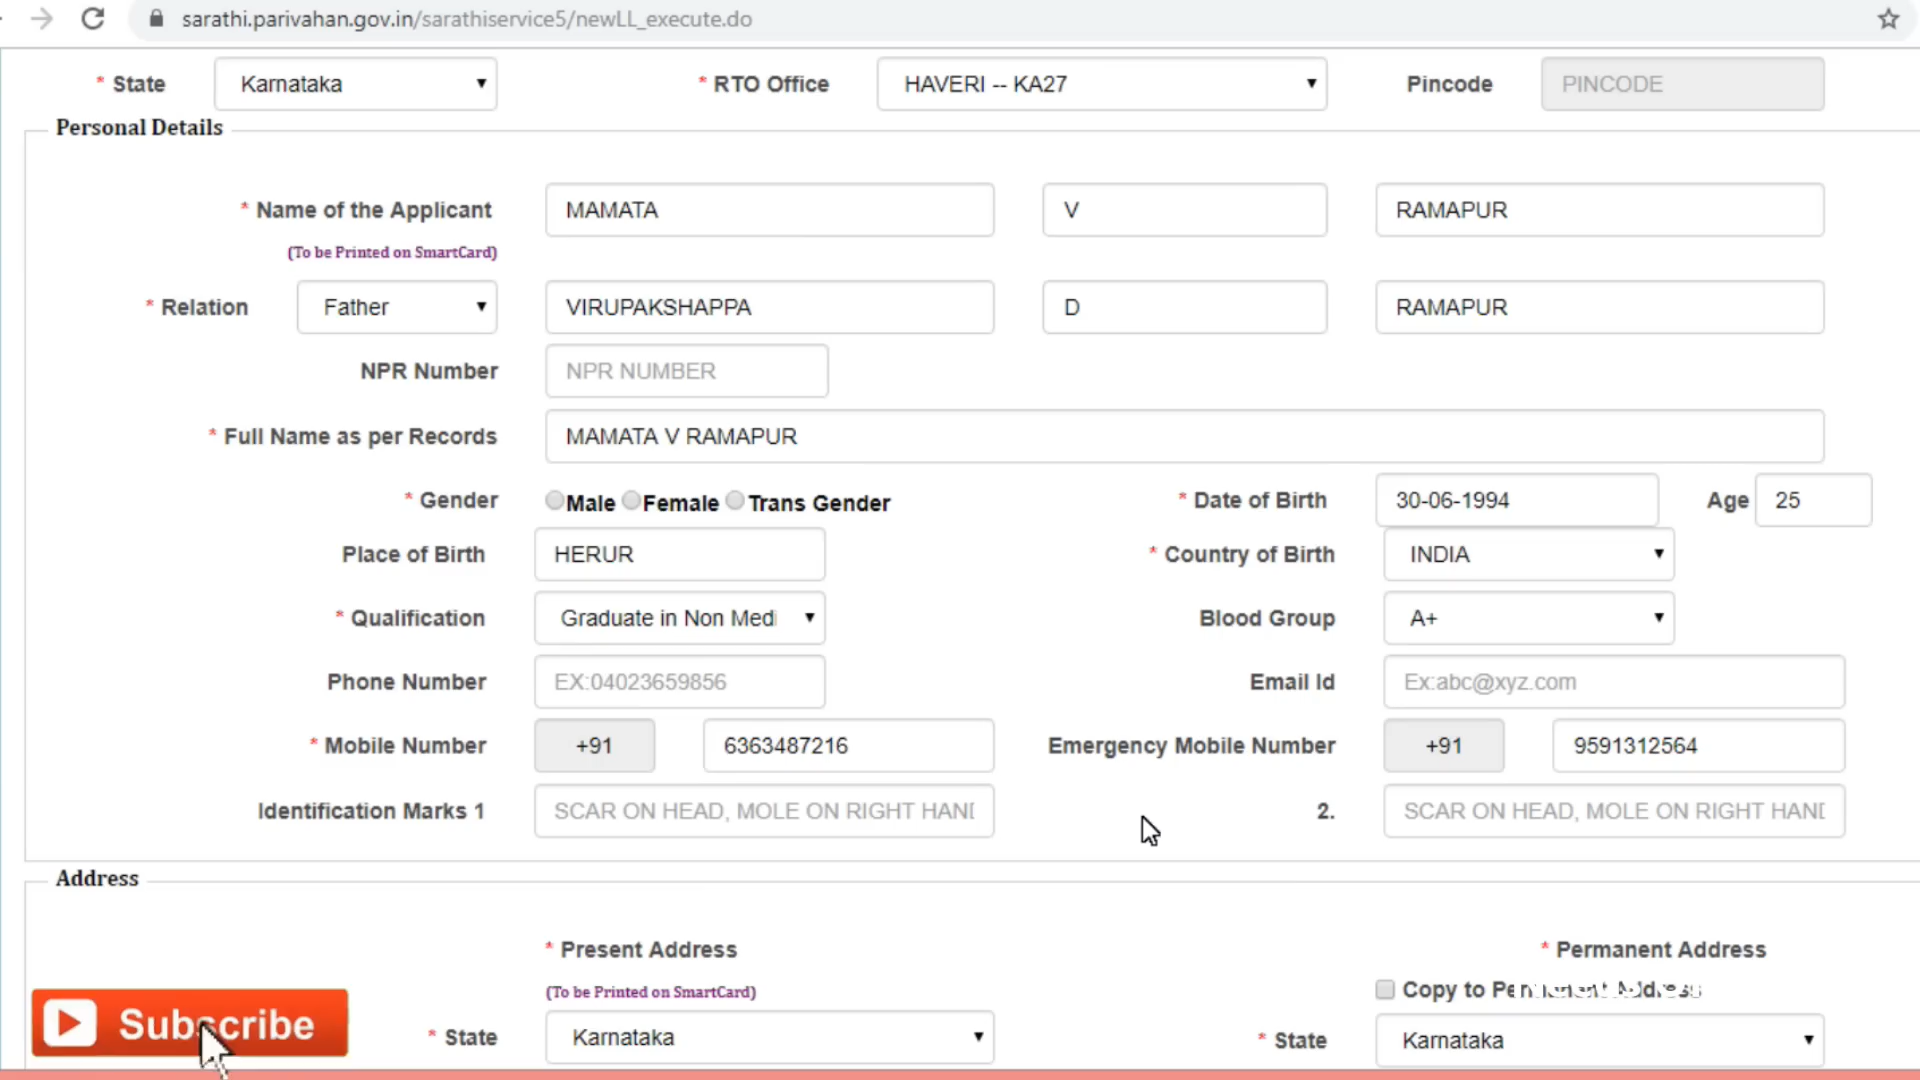 sarathi.parivahan.gov.in/sarathiservice5/newLL_execute.do
* State Karnataka * RTO Office HAVERI -- KA27 Pincode PINCODE
Personal Details
* Name of the Applicant MAMATA V RAMAPUR
(To be Printed on SmartCard)
* Relation Father VIRUPAKSHAPPA D RAMAPUR
NPR Number NPR NUMBER
* Full Name as per Records MAMATA V RAMAPUR
* Gender Male Female Trans Gender * Date of Birth 30-06-1994 Age 25
Place of Birth HERUR * Country of Birth INDIA
* Qualification Graduate in Non Medi Blood Group A+
Phone Number EX:04023659856 Email Id Ex:abc@xyz.com
* Mobile Number +91 6363487216 Emergency Mobile Number +91 9591312564
Identification Marks 1 SCAR ON HEAD, MOLE ON RIGHT HAND 2. SCAR ON HEAD, MOLE ON RIGHT HAND
Address
* Present Address * Permanent Address
(To be Printed on SmartCard) Copy to Permanent Address
Subscribe * State Karnataka * State Karnataka